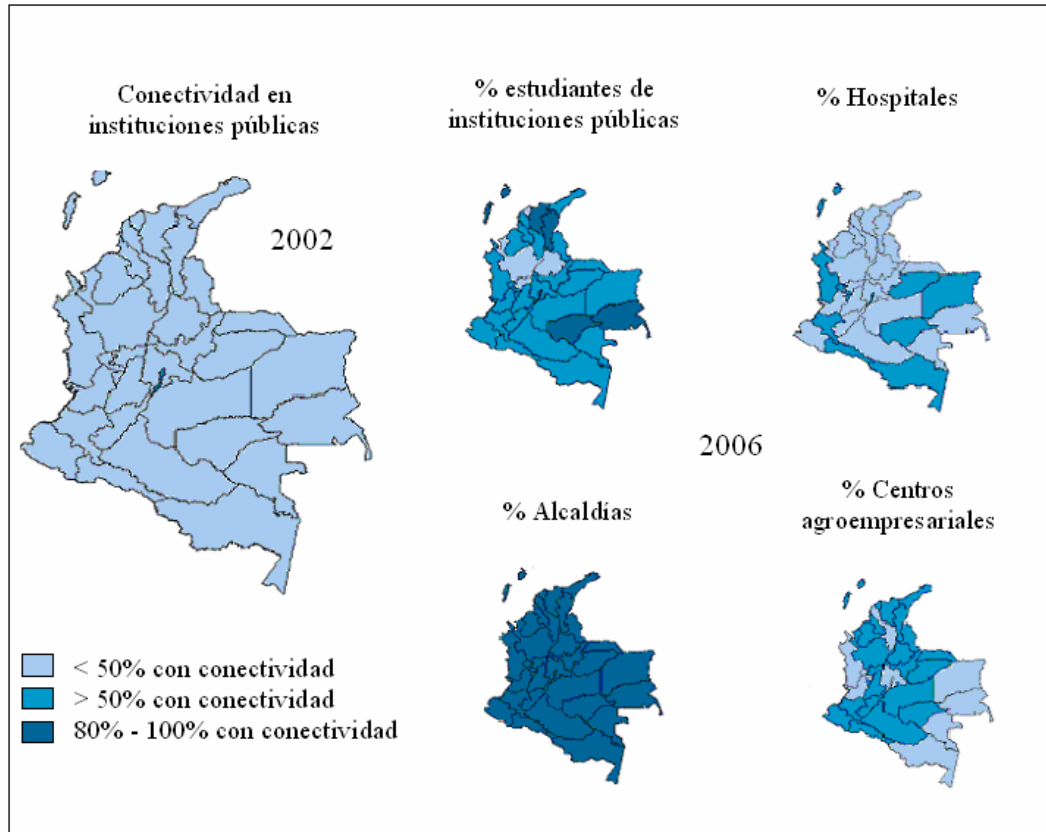 Conectividad en
instituciones públicas
2002
% estudiantes de
instituciones públicas
% Hospitales
2006
% Alcaldías
% Centros
agroempresariales
< 50% con conectividad
> 50% con conectividad
80% - 100% con conectividad